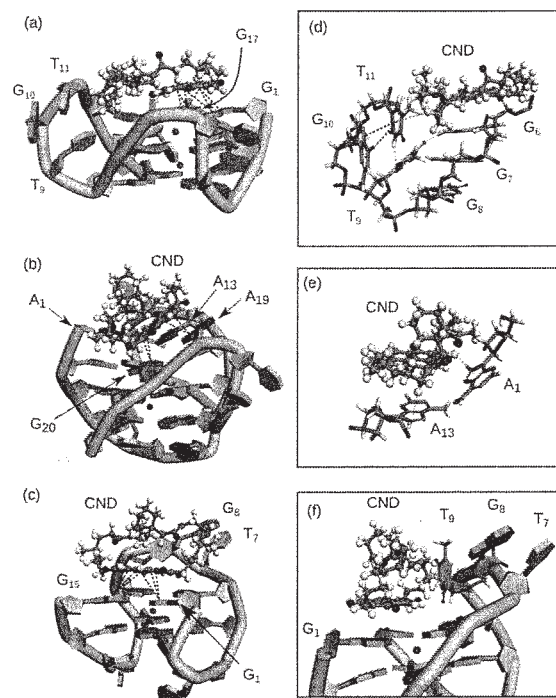 (a)
G17
T11
G10
G1
T9
(d)
CND
T11
G10
G6
G7
T9
G8
(b)
CND
A13
A1
A19
G20
(e)
CND
A1
A13
(c)
CND
G8
T7
G15
G1
(f)
CND
G8
T9
T7
G1